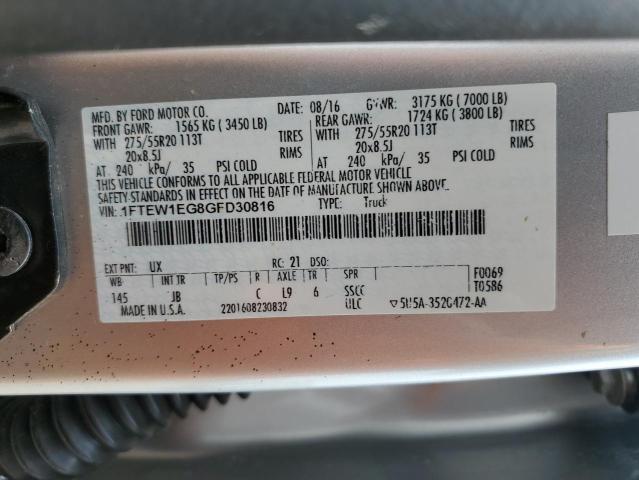 MFD. BY FORD MOTOR CO. DATE: 08/16 GVWR: 3175 KG ( 7000 LB)
FRONT GAWR: 1565 KG ( 3450 LB) REAR GAWR: 1724 KG ( 3800 LB)
WITH 275/55R20 113T TIRES WITH 275/55R20 113T TIRES
20x8.5J RIMS 20x8.5J RIMS
AT 240 kPa/ 35 PSI COLD AT 240 kPa/ 35 PSI COLD
THIS VEHICLE CONFORMS TO ALL APPLICABLE FEDERAL MOTOR VEHICLE
SAFETY-STANDARDS IN EFFECT ON THE DATE OF MANUFACTURE SHOWN ABOVE.
VIN: 1FTEW1EG8GFD30816 TYPE: Truck
EXT PNT: UX RC: 21 DSO: F0069
WB INT TR TP/PS R AXLE TR SPR T0586
145 JB C L9 6 SSCC
MADE IN U.S.A. 2201608230832 ULC ▽5U5A-3520472-AA